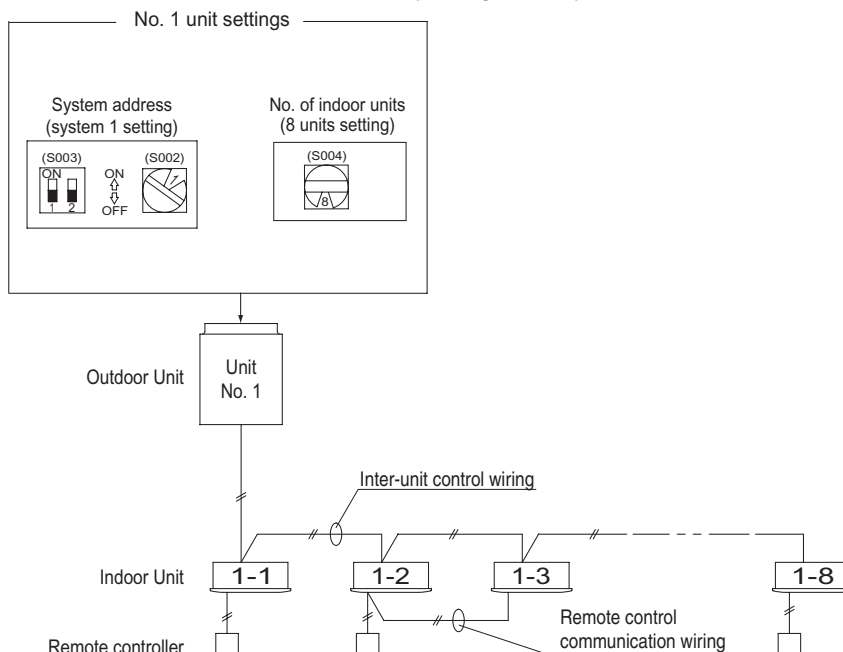 No. 1 unit settings
System address
(system 1 setting)
No. of indoor units
(8 units setting)
(S003)
ON
1 2
ON
OFF
(S002)
1
(S004)
8
Outdoor Unit
Unit
No. 1
Inter-unit control wiring
Indoor Unit
1-1
1-2
1-3
1-8
Remote control
communication wiring
Remote controller